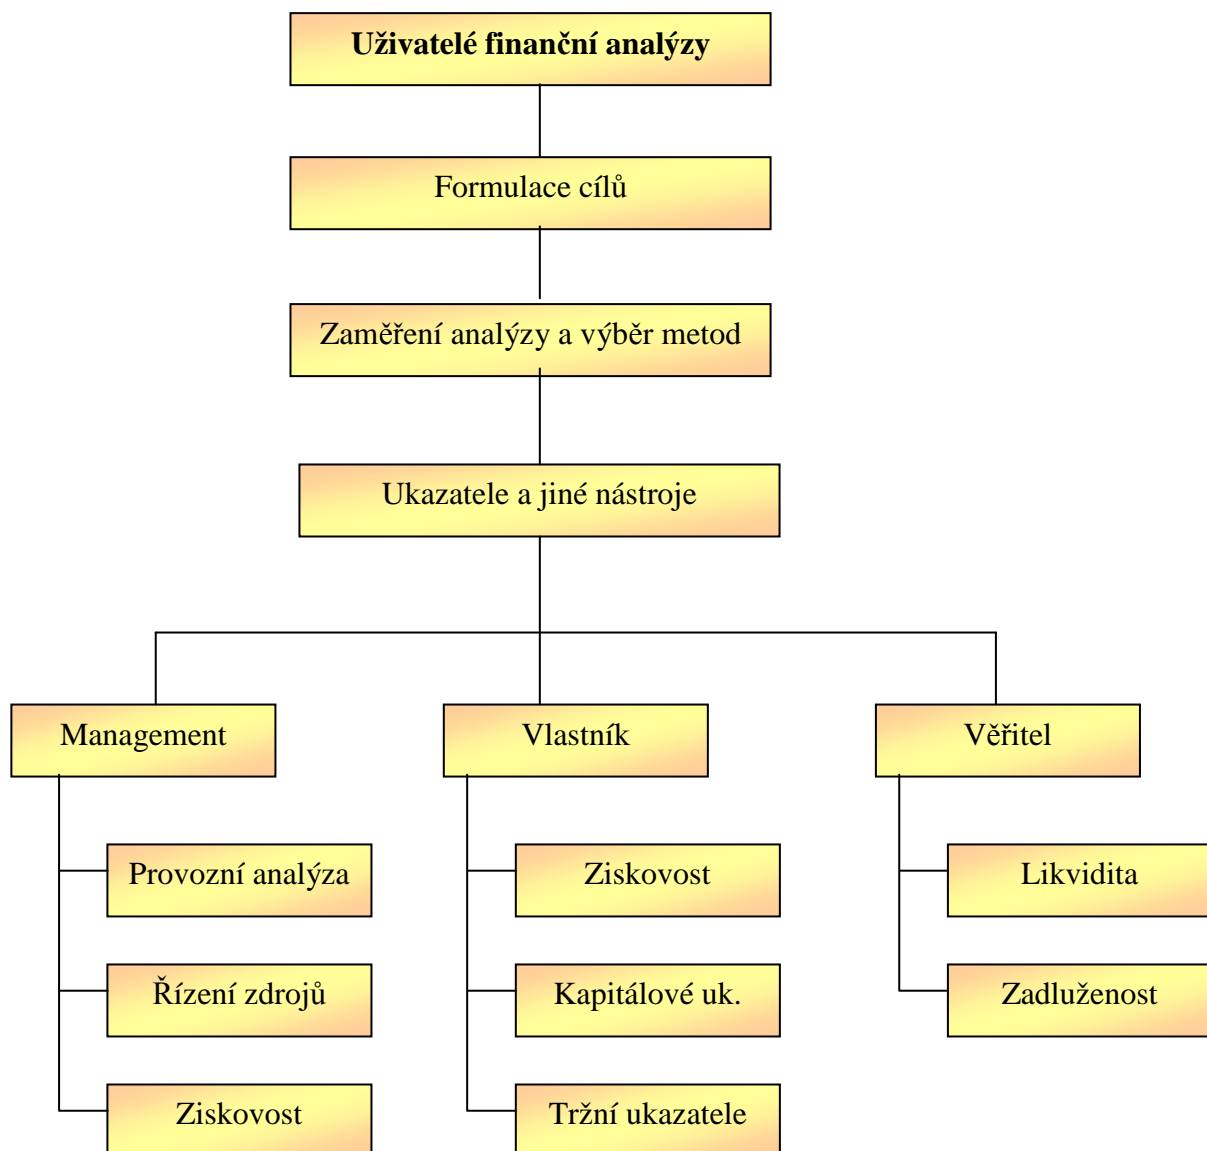 Uživatelé finanční analýzy
Formulace cílů
Zaměření analýzy a výběr metod
Ukazatele a jiné nástroje
Management
Vlastník
Věřitel
Provozní analýza
Ziskovost
Likvidita
Řízení zdrojů
Kapitálové uk.
Zadluženost
Ziskovost
Tržní ukazatele